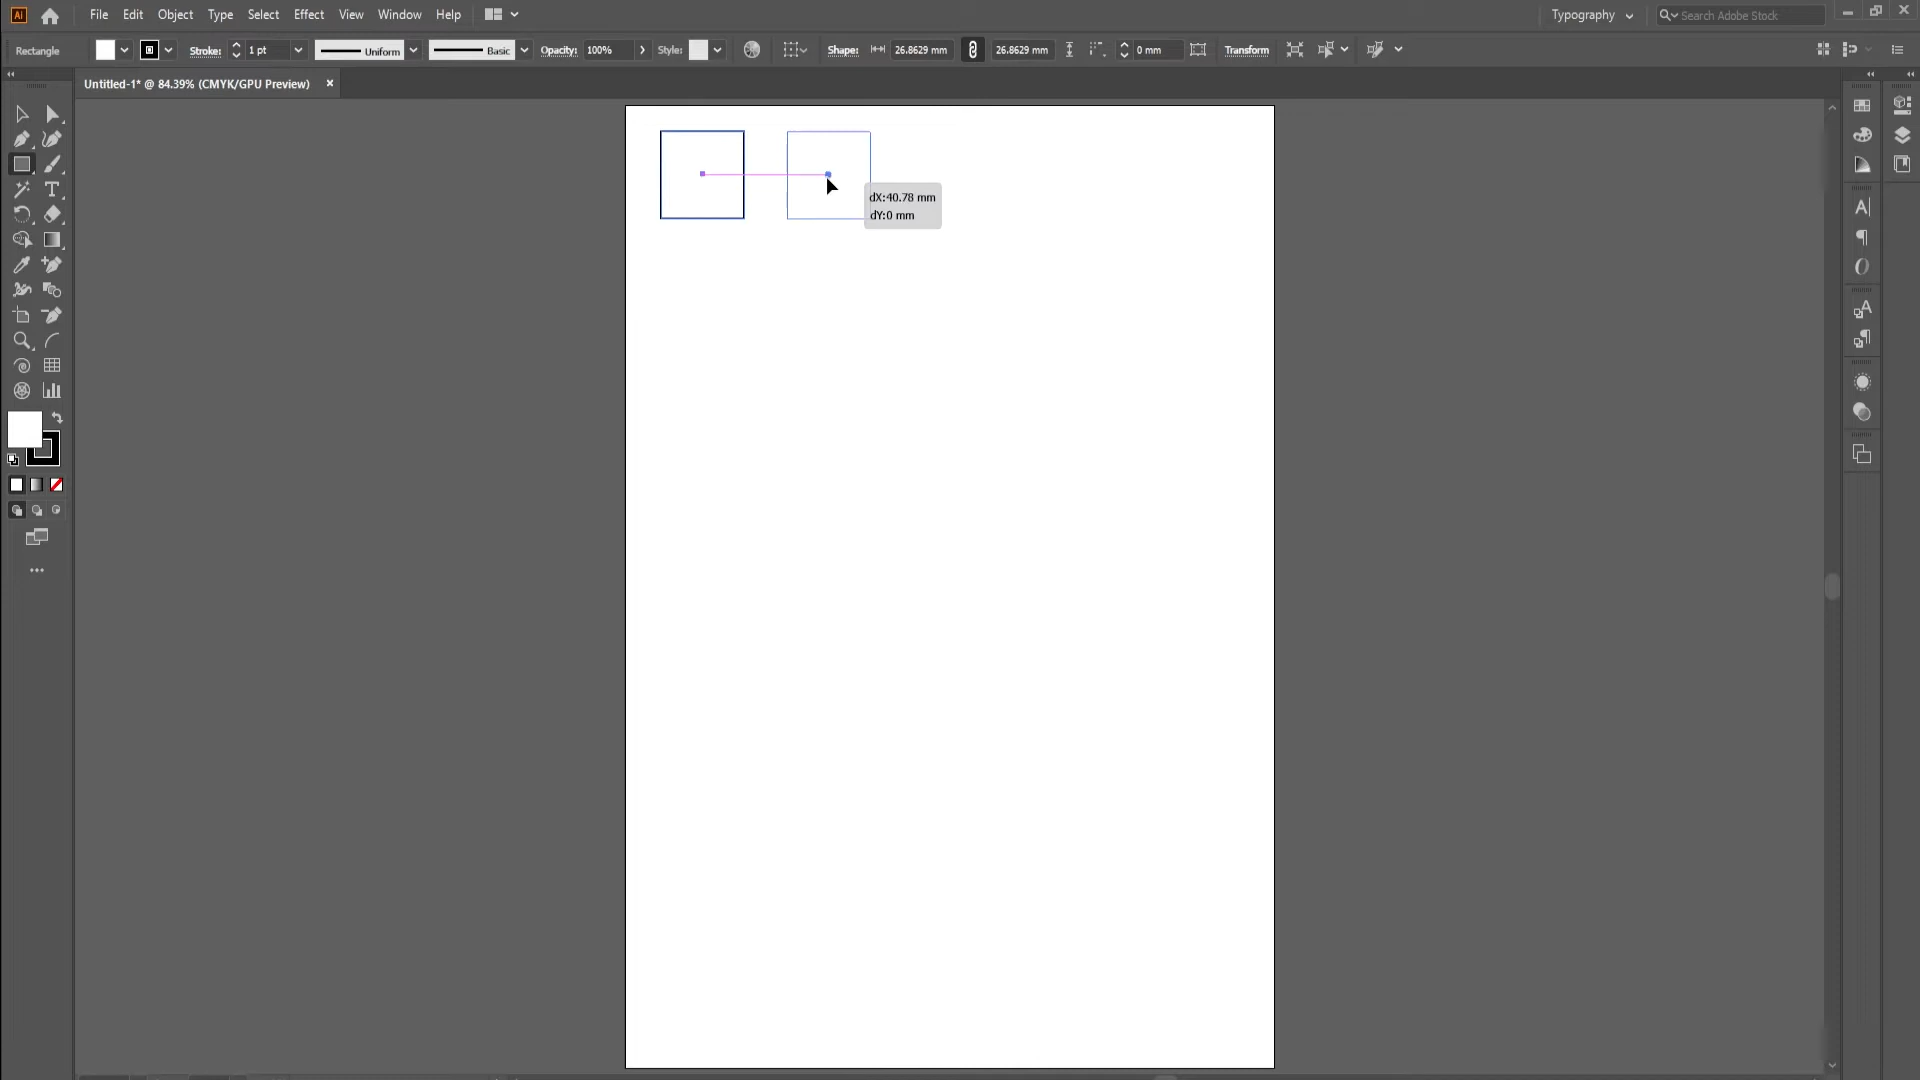 Ai File Edit Object Type Select Effect View Window Help Typography Search Adobe Stock
Rectangle Stroke: 1 pt Uniform Basic Opacity: 100% Style: Shape: 26.8629 mm 26.8629 mm 0 mm Transform
Untitled-1* @ 84.39% (CMYK/GPU Preview) ×
dX:40.78 mm
dY:0 mm